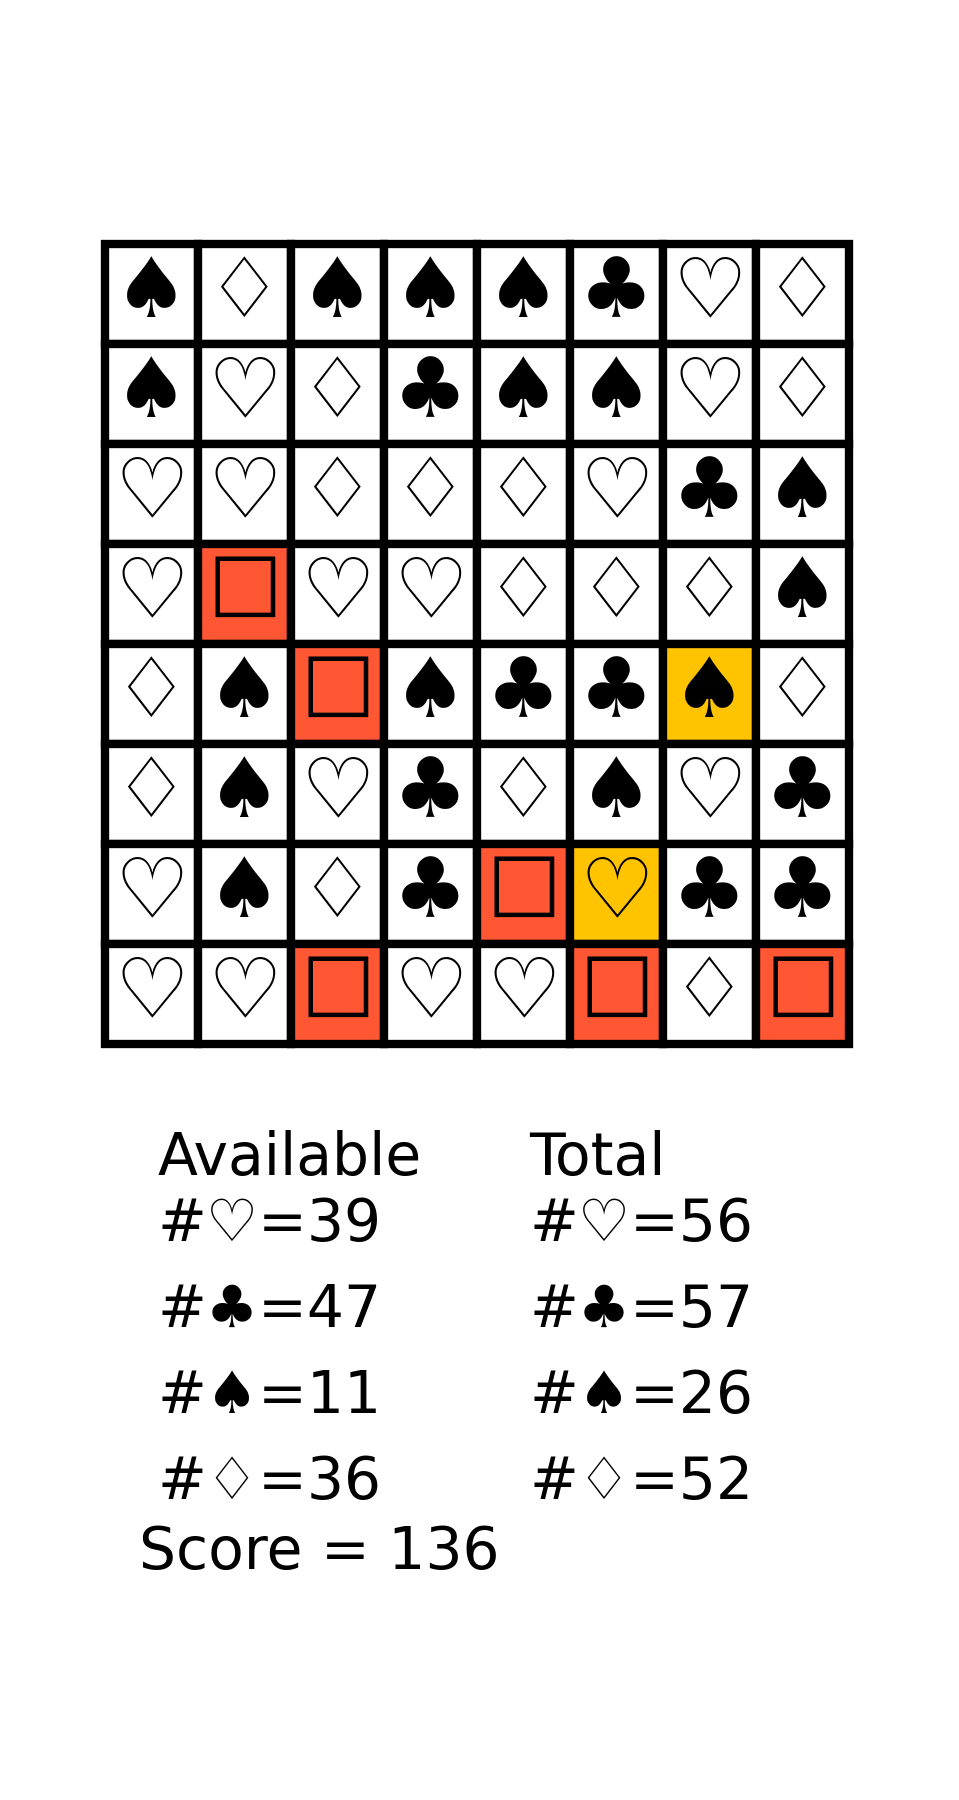 ♠ ♢ ♠ ♠ ♠ ♣ ♡ ♢
♠ ♡ ♢ ♣ ♠ ♠ ♡ ♢
♡ ♡ ♢ ♢ ♢ ♡ ♣ ♠
♡ □ ♡ ♡ ♢ ♢ ♢ ♠
♢ ♠ □ ♠ ♣ ♣ ♠ ♢
♢ ♠ ♡ ♣ ♢ ♠ ♡ ♣
♡ ♠ ♢ ♣ □ ♡ ♣ ♣
♡ ♡ □ ♡ ♡ □ ♢ □
Available Total
#♡=39 #♡=56
#♣=47 #♣=57
#♠=11 #♠=26
#♢=36 #♢=52
Score = 136